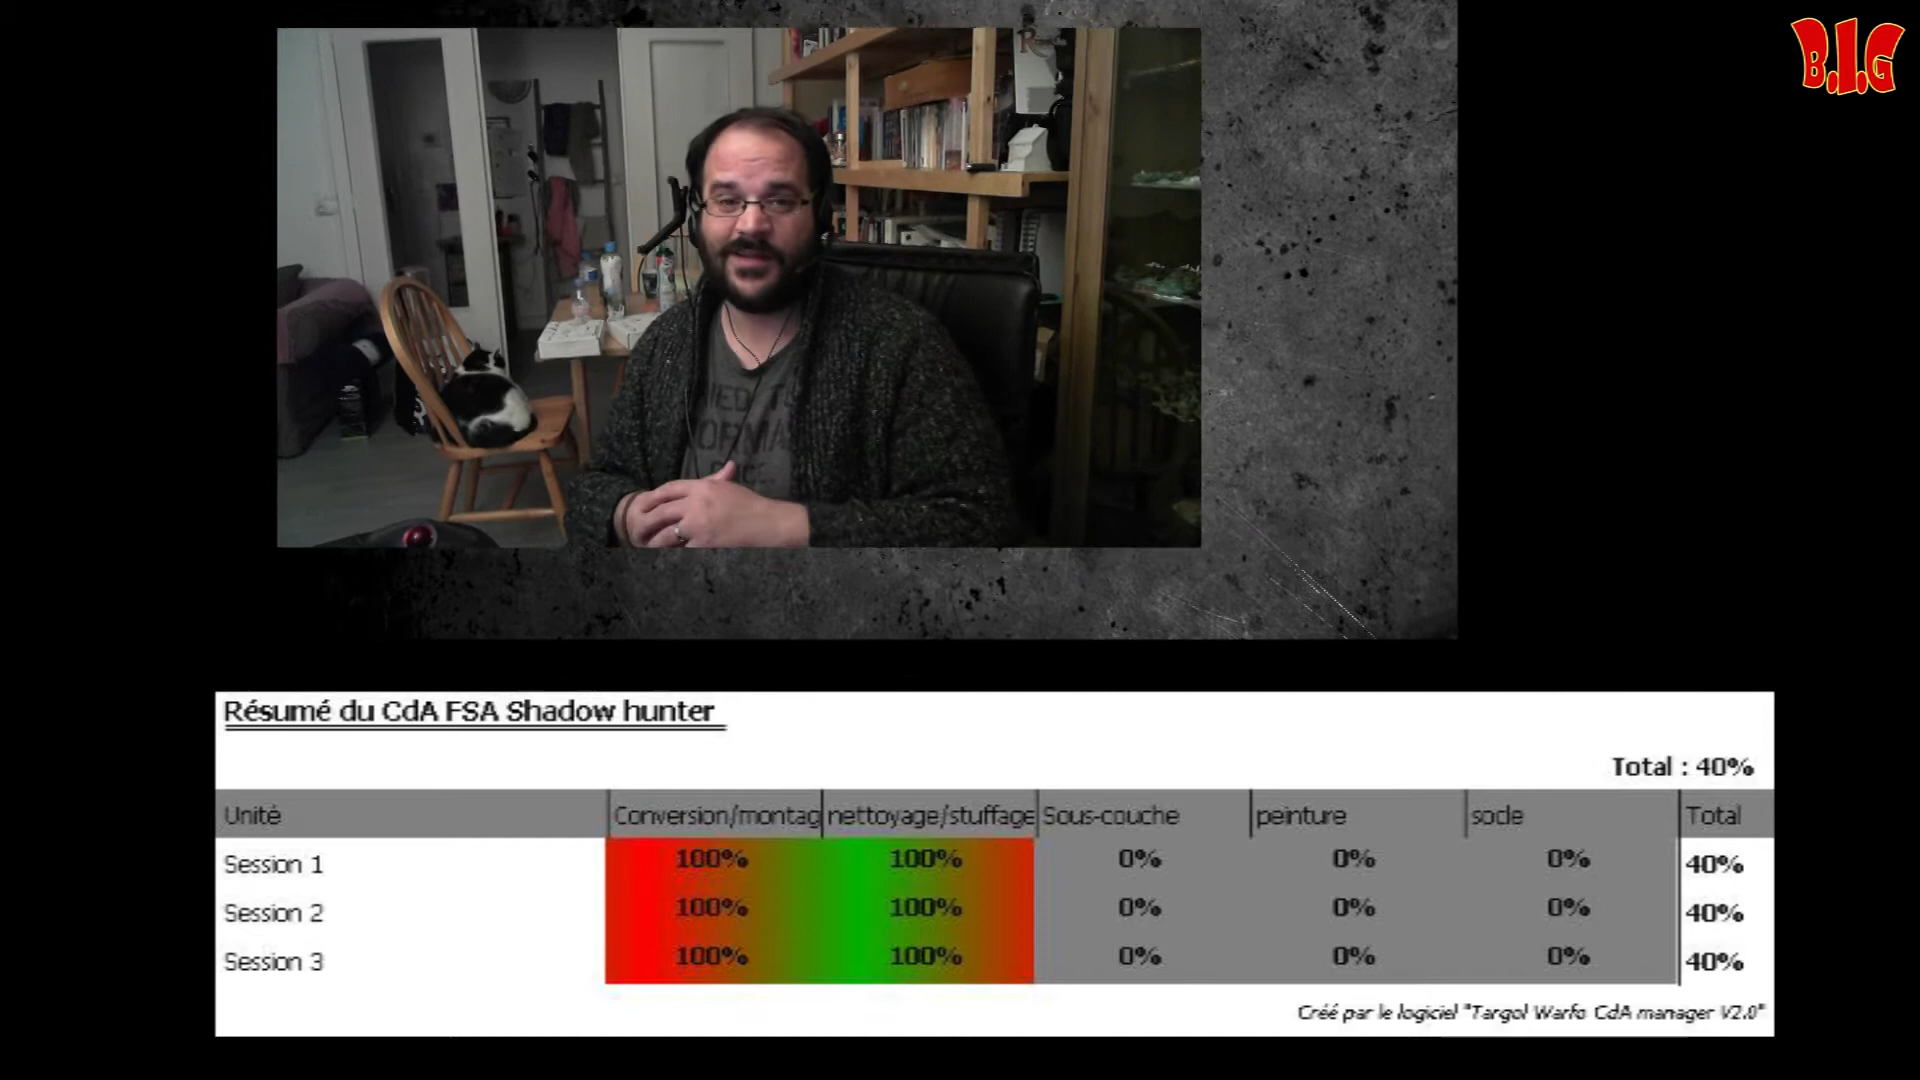 B.I.G
Résumé du CdA FSA Shadow hunter
Total : 40%
Unité Conversion/montag nettoyage/stuffage Sous-couche peinture socle Total
Session 1 100% 100% 0% 0% 0% 40%
Session 2 100% 100% 0% 0% 0% 40%
Session 3 100% 100% 0% 0% 0% 40%
Créé par le logiciel "Targol Warfo CdA manager V2.0"